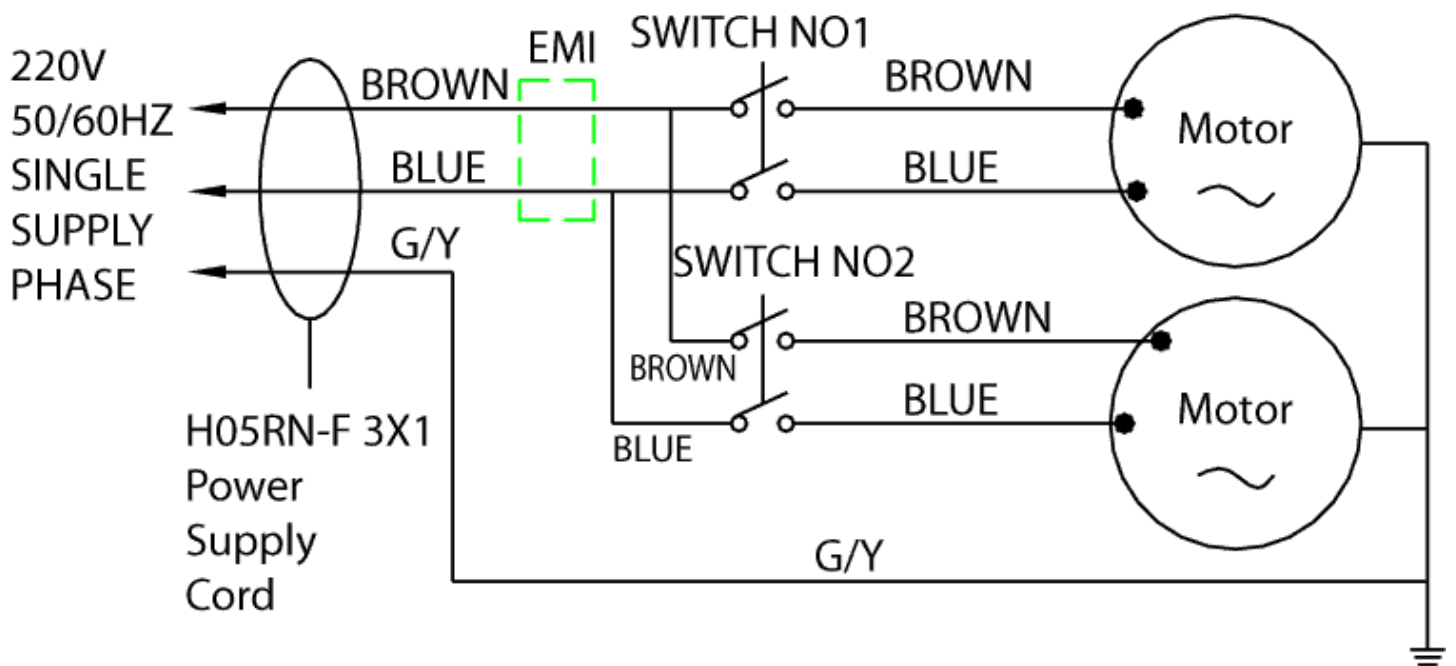 220V
50/60HZ
SINGLE
SUPPLY
PHASE
BROWN
BLUE
G/Y
EMI
SWITCH NO1
BROWN
BLUE
Motor
SWITCH NO2
BROWN
BLUE
BROWN
BLUE
Motor
H05RN-F 3X1
Power
Supply
Cord
G/Y